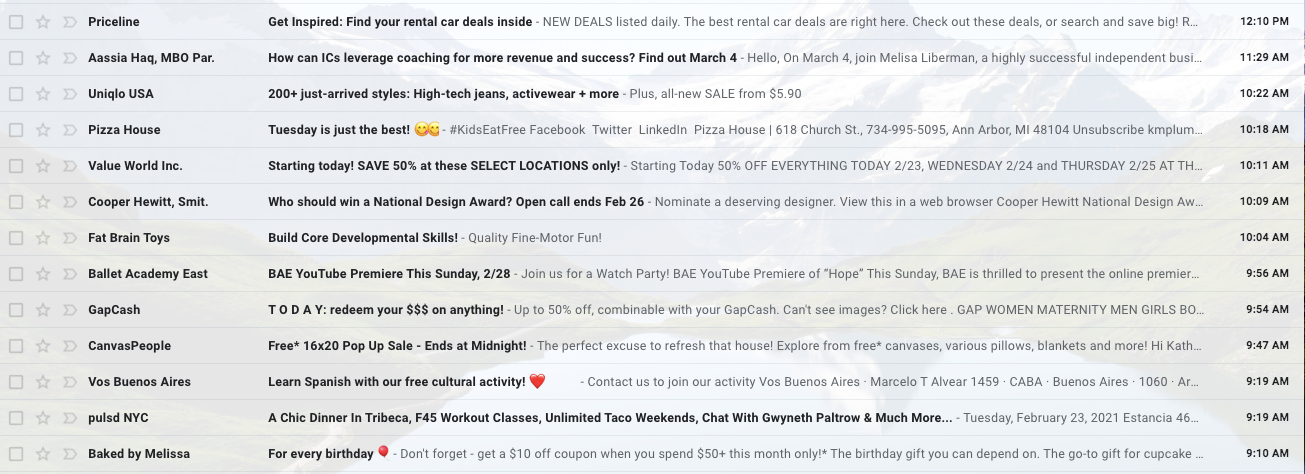 Priceline Get Inspired: Find your rental car deals inside - NEW DEALS listed daily. The best rental car deals are right here. Check out these deals, or search and save big! R... 12:10 PM
Aassia Haq, MBO Par. How can ICs leverage coaching for more revenue and success? Find out March 4 - Hello, On March 4, join Melisa Liberman, a highly successful independent busi... 11:29 AM
Uniqlo USA 200+ just-arrived styles: High-tech jeans, activewear + more - Plus, all-new SALE from $5.90 10:22 AM
Pizza House Tuesday is just the best! 😋😋 - #KidsEatFree Facebook Twitter LinkedIn Pizza House | 618 Church St., 734-995-5095, Ann Arbor, MI 48104 Unsubscribe kmplum... 10:18 AM
Value World Inc. Starting today! SAVE 50% at these SELECT LOCATIONS only! - Starting Today 50% OFF EVERYTHING TODAY 2/23, WEDNESDAY 2/24 and THURSDAY 2/25 AT TH... 10:11 AM
Cooper Hewitt, Smit. Who should win a National Design Award? Open call ends Feb 26 - Nominate a deserving designer. View this in a web browser Cooper Hewitt National Design Aw... 10:09 AM
Fat Brain Toys Build Core Developmental Skills! - Quality Fine-Motor Fun! 10:04 AM
Ballet Academy East BAE YouTube Premiere This Sunday, 2/28 - Join us for a Watch Party! BAE YouTube Premiere of “Hope” This Sunday, BAE is thrilled to present the online premier... 9:56 AM
GapCash T O D A Y: redeem your $$$ on anything! - Up to 50% off, combinable with your GapCash. Can't see images? Click here . GAP WOMEN MATERNITY MEN GIRLS BO... 9:54 AM
CanvasPeople Free* 16x20 Pop Up Sale - Ends at Midnight! - The perfect excuse to refresh that house! Explore from free* canvases, various pillows, blankets and more! Hi Kath... 9:47 AM
Vos Buenos Aires Learn Spanish with our free cultural activity! ❤️ - Contact us to join our activity Vos Buenos Aires · Marcelo T Alvear 1459 · CABA · Buenos Aires · 1060 · Ar... 9:19 AM
pulsd NYC A Chic Dinner In Tribeca, F45 Workout Classes, Unlimited Taco Weekends, Chat With Gwyneth Paltrow & Much More... - Tuesday, February 23, 2021 Estancia 46... 9:19 AM
Baked by Melissa For every birthday 🎈 - Don't forget - get a $10 off coupon when you spend $50+ this month only!* The birthday gift you can depend on. The go-to gift for cupcake ... 9:10 AM